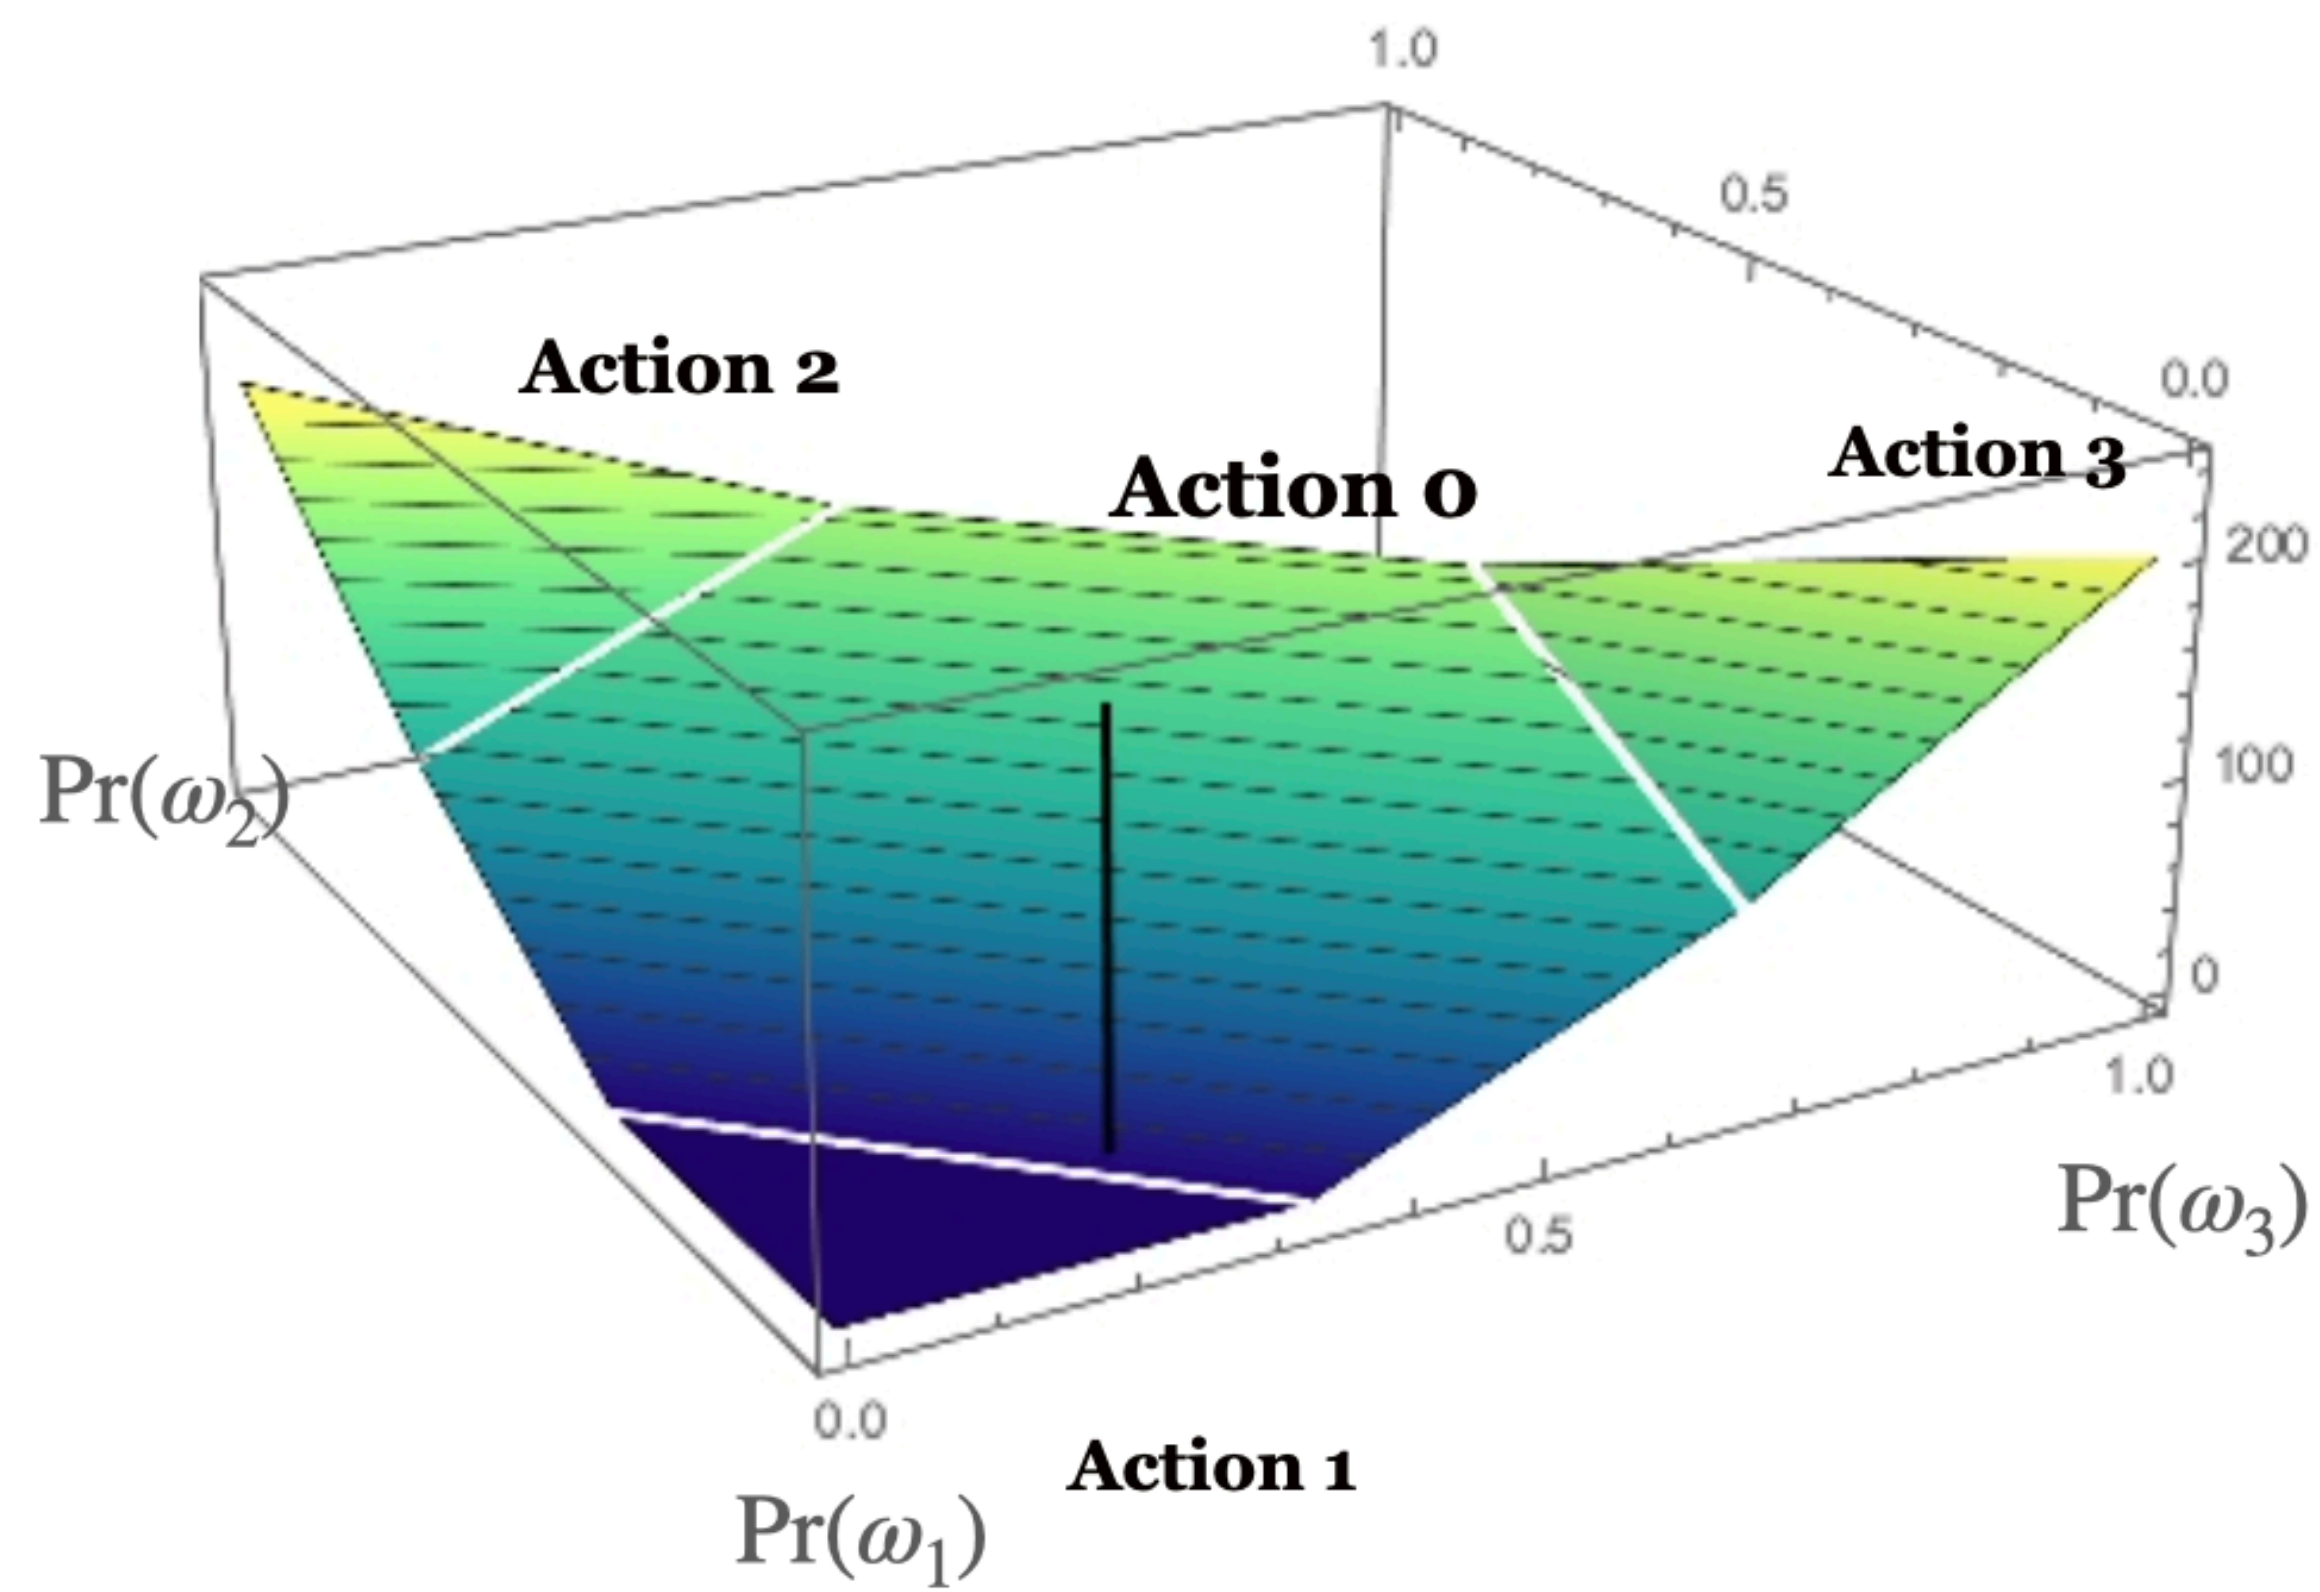 1.0
0.5
Action 2
0.0
Action 3
Action 0
200
Pr(ω₂)
100
0
1.0
Pr(ω₃)
0.5
0.0
Action 1
Pr(ω₁)